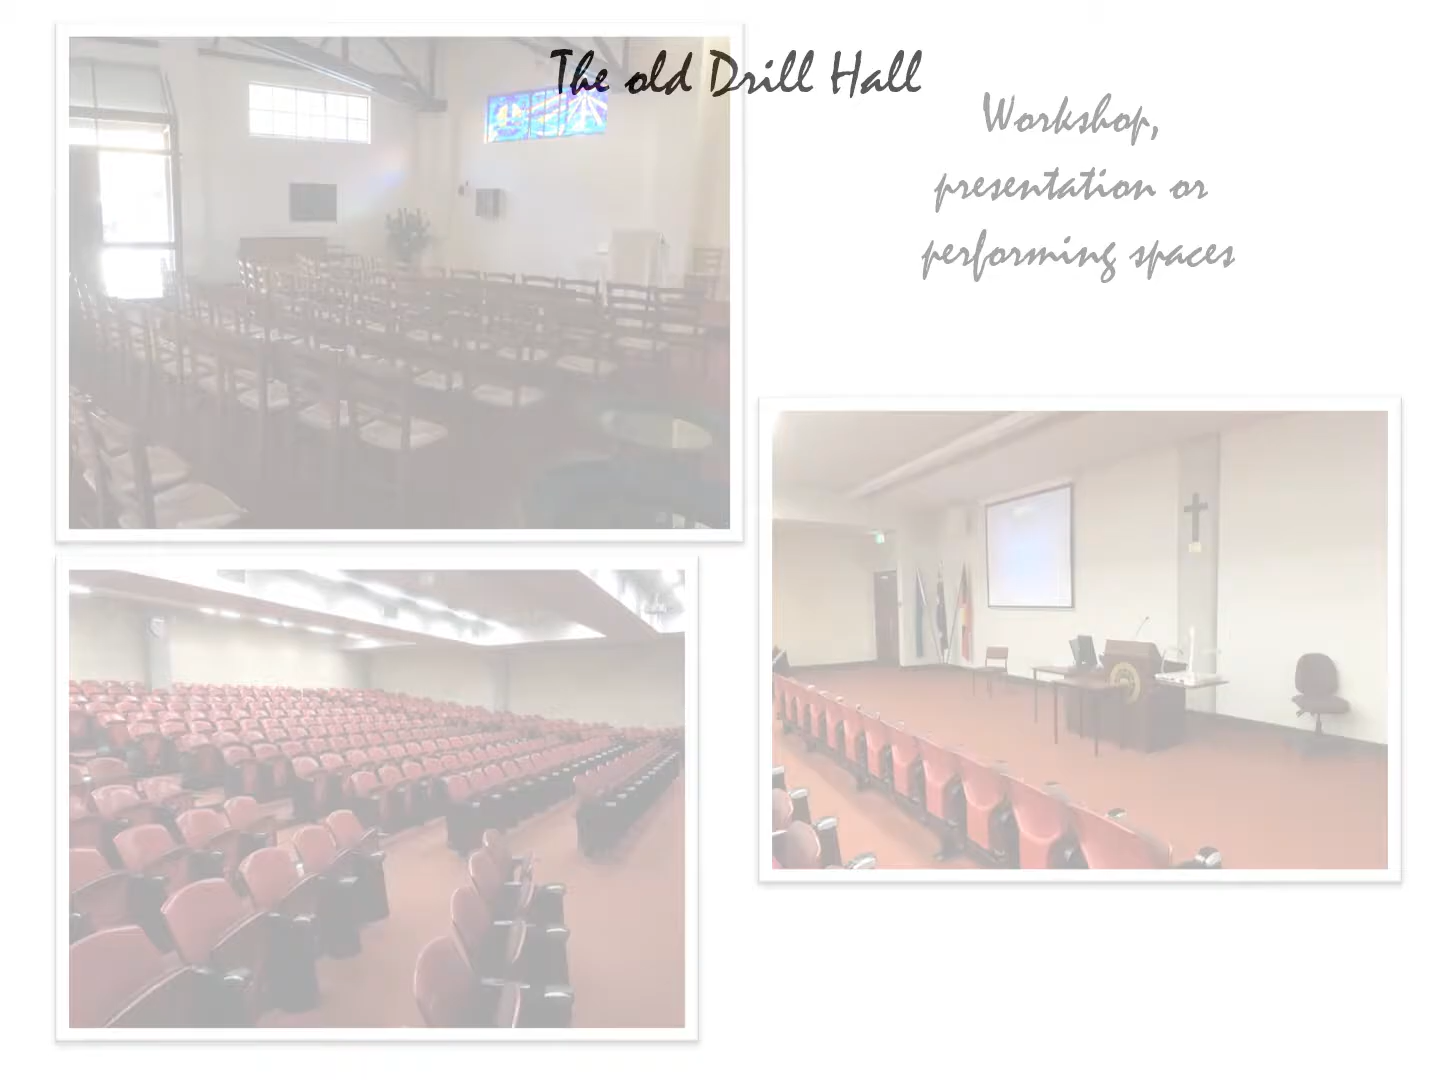 The old Drill Hall
Workshop,
presentation or
performing spaces